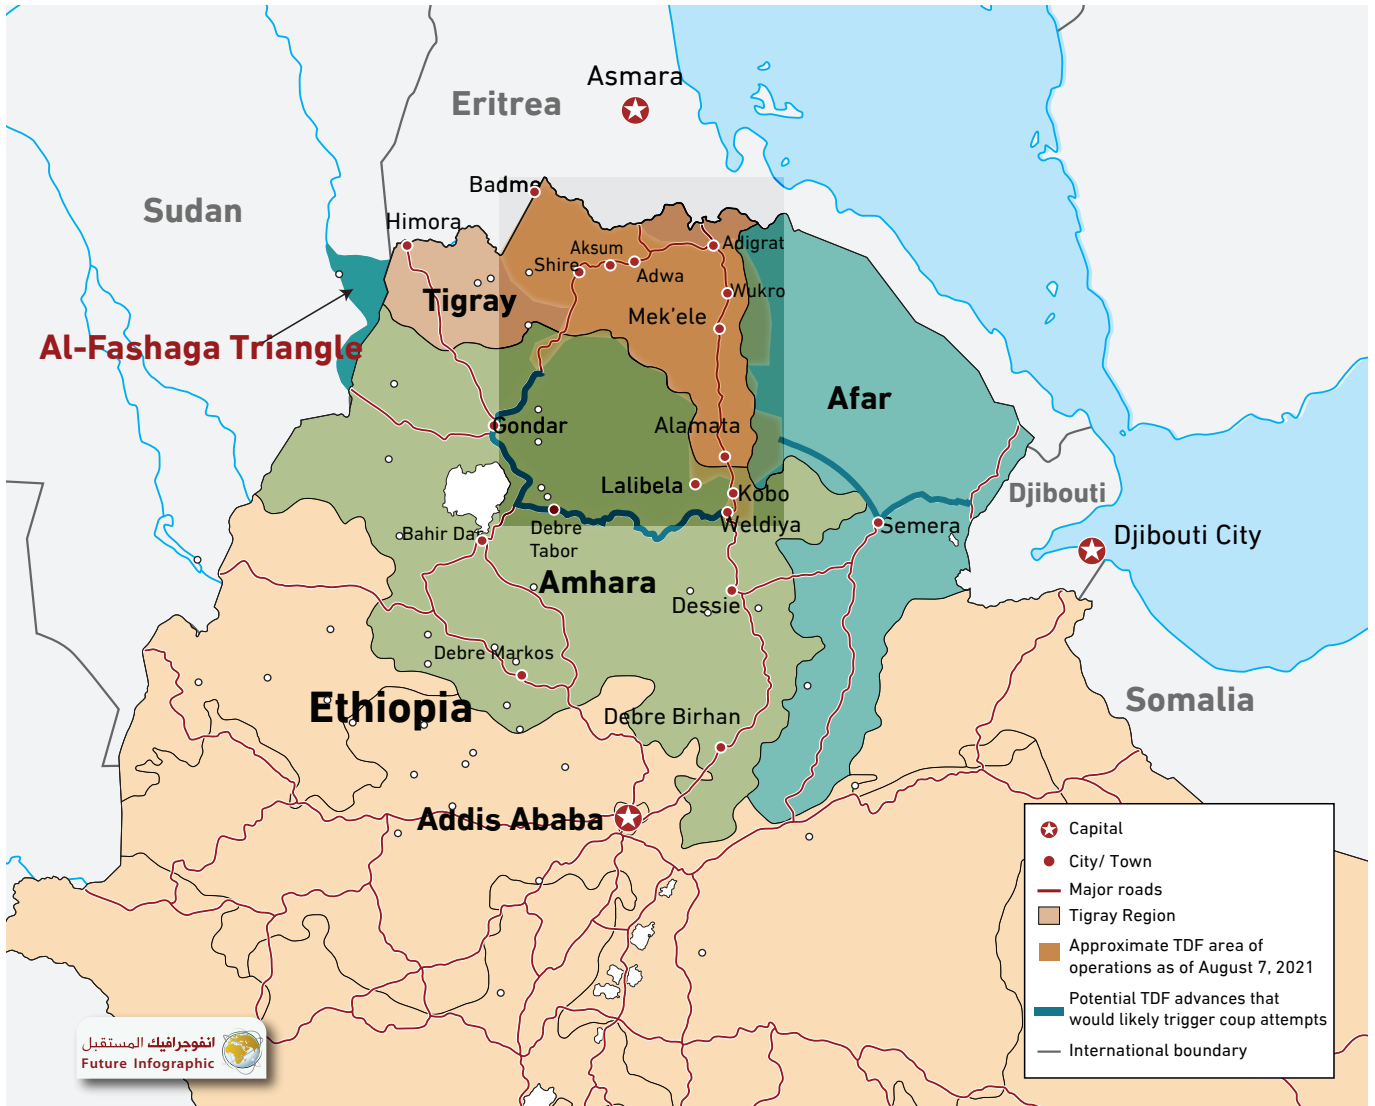 Asmara
Eritrea
Sudan
Badme
Himora
Aksum
Adigrat
Shire
Adwa
Wukro
Tigray
Mek’ele
Al-Fashaga Triangle
Afar
Gondar
Alamata
Lalibela
Kobo
Djibouti
Weldiya
Semera
Bahir Dar
Debre
Tabor
Djibouti City
Amhara
Dessie
Debre Markos
Ethiopia
Debre Birhan
Somalia
Addis Ababa
Capital
City/ Town
Major roads
Tigray Region
Approximate TDF area of
operations as of August 7, 2021
Potential TDF advances that
would likely trigger coup attempts
International boundary
انفوجرافيك المستقبل
Future Infographic